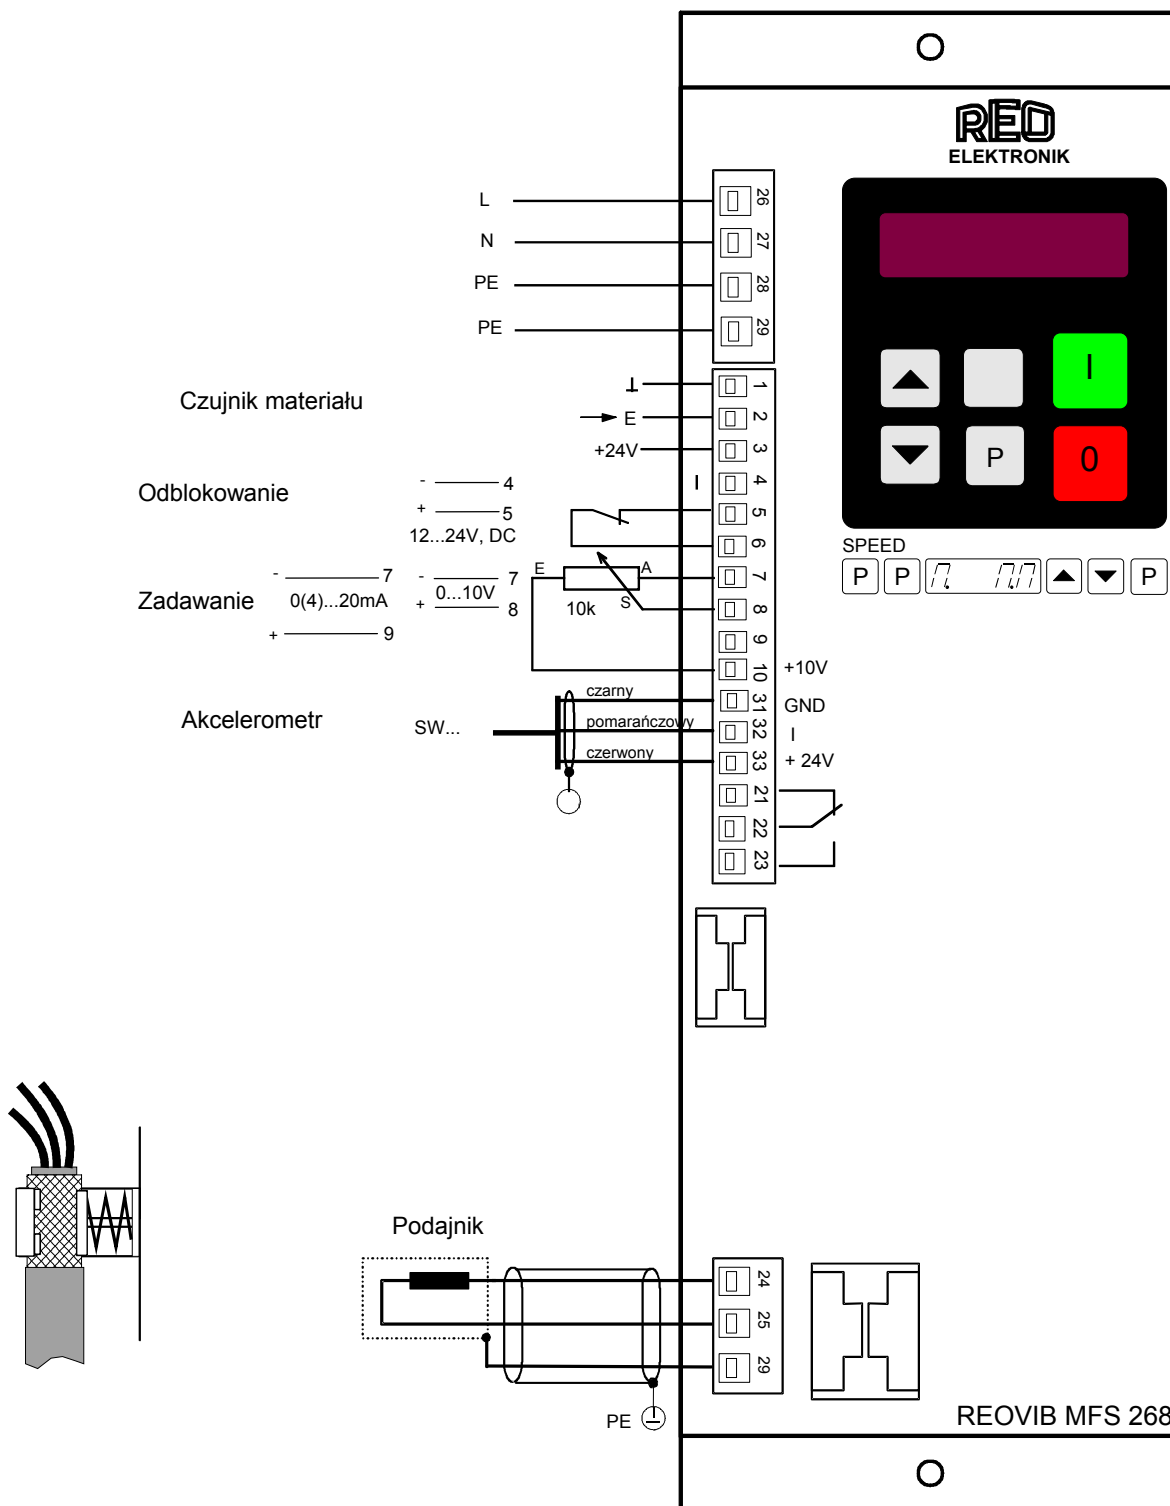 REO
ELEKTRONIK
L
26
N
27
PE
28
PE
29
1
Czujnik materiału
E
2
+24V
3
I
4
Odblokowanie
- 4
+ 5
12...24V, DC
5
6
Zadawanie
- 7
0(4)...20mA
+ 9
- 7
0...10V
+ 8
E
A
S
10k
7
8
9
10
+10V
Akcelerometr
SW...
czarny
31
GND
pomarańczowy
32
I
czerwony
33
+ 24V
21
22
23
I
P
0
SPEED
P P П. П.П P
Podajnik
24
25
29
PE
REOVIB MFS 268